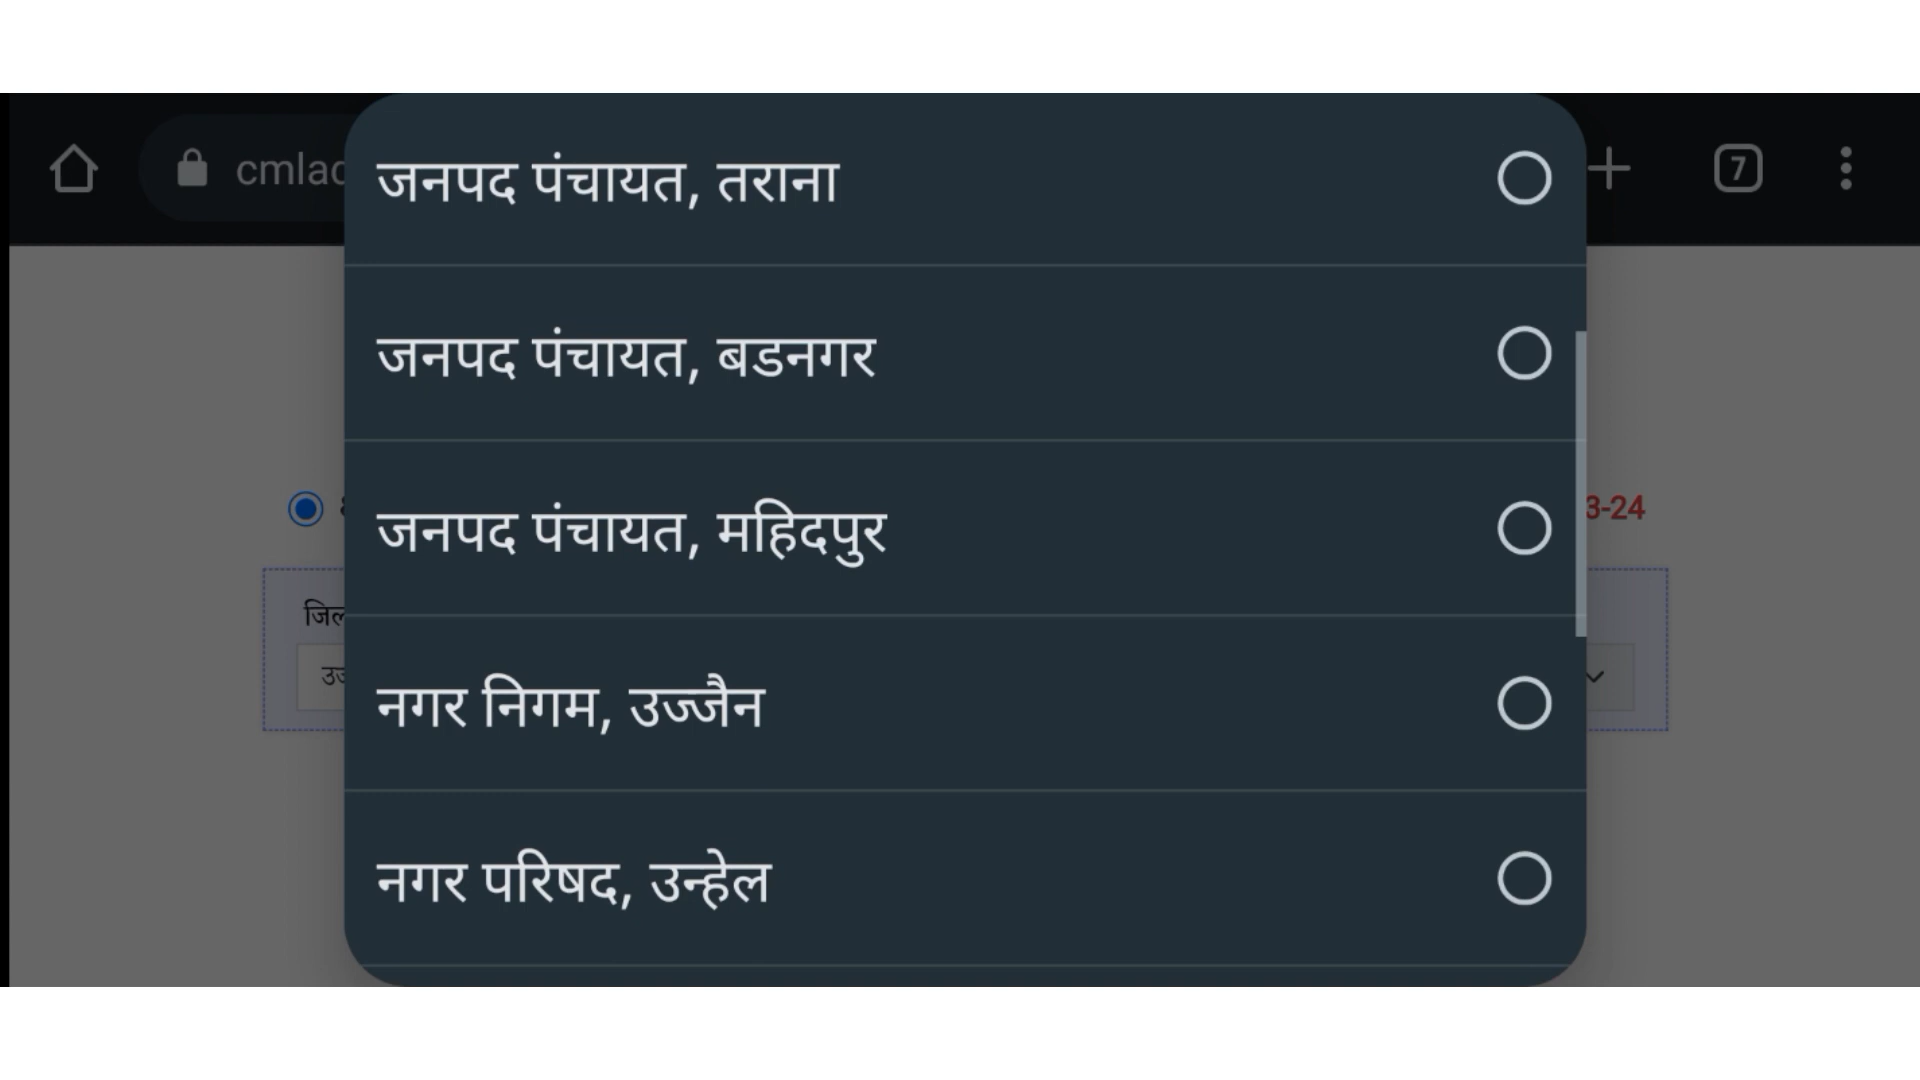 cmlad
7
जनपद पंचायत, तराना
जनपद पंचायत, बडनगर
जनपद पंचायत, महिदपुर
3-24
नगर निगम, उज्जैन
नगर परिषद, उन्हेल